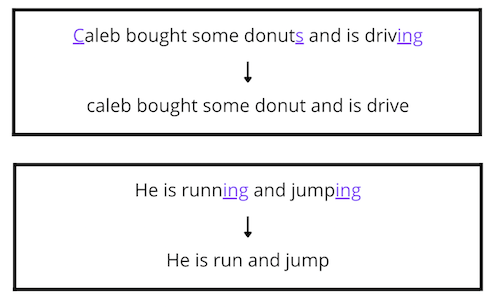 Caleb bought some donuts and is driving
↓
caleb bought some donut and is drive
He is running and jumping
↓
He is run and jump